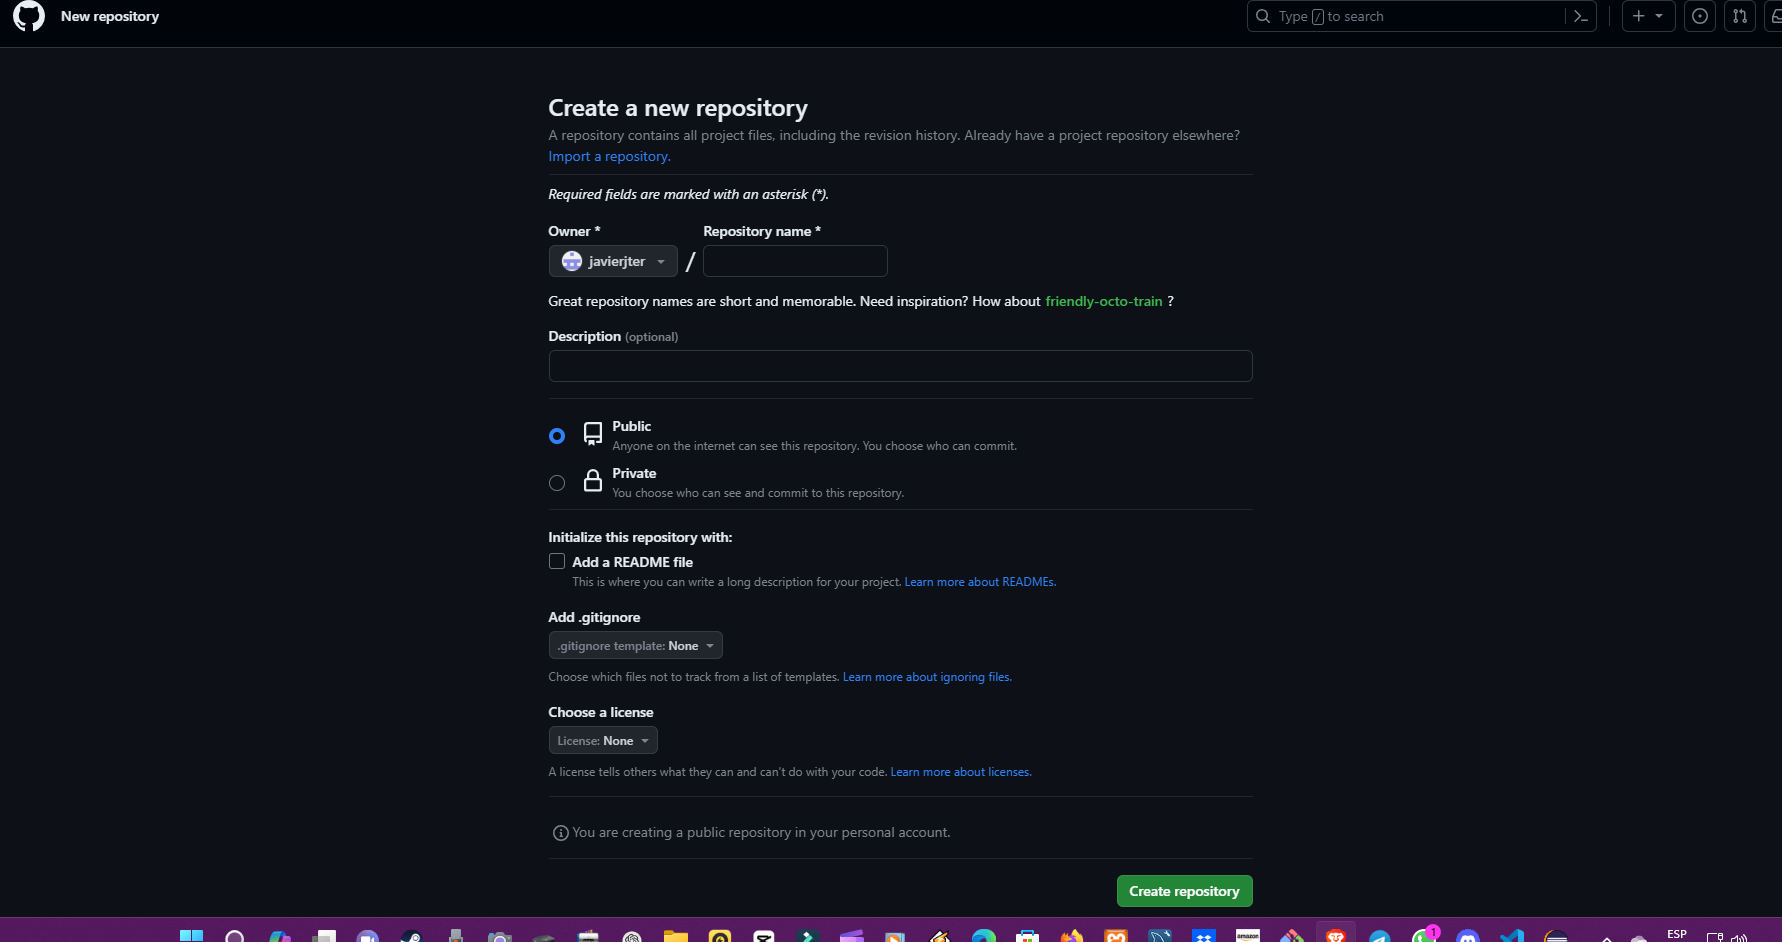 New repository
Type / to search
Create a new repository
A repository contains all project files, including the revision history. Already have a project repository elsewhere?
Import a repository.
Required fields are marked with an asterisk (*).
Owner *
Repository name *
javierjter
/
Great repository names are short and memorable. Need inspiration? How about friendly-octo-train ?
Description (optional)
Public
Anyone on the internet can see this repository. You choose who can commit.
Private
You choose who can see and commit to this repository.
Initialize this repository with:
Add a README file
This is where you can write a long description for your project. Learn more about READMEs.
Add .gitignore
.gitignore template: None
Choose which files not to track from a list of templates. Learn more about ignoring files.
Choose a license
License: None
A license tells others what they can and can't do with your code. Learn more about licenses.
You are creating a public repository in your personal account.
Create repository
amazon
1
ESP